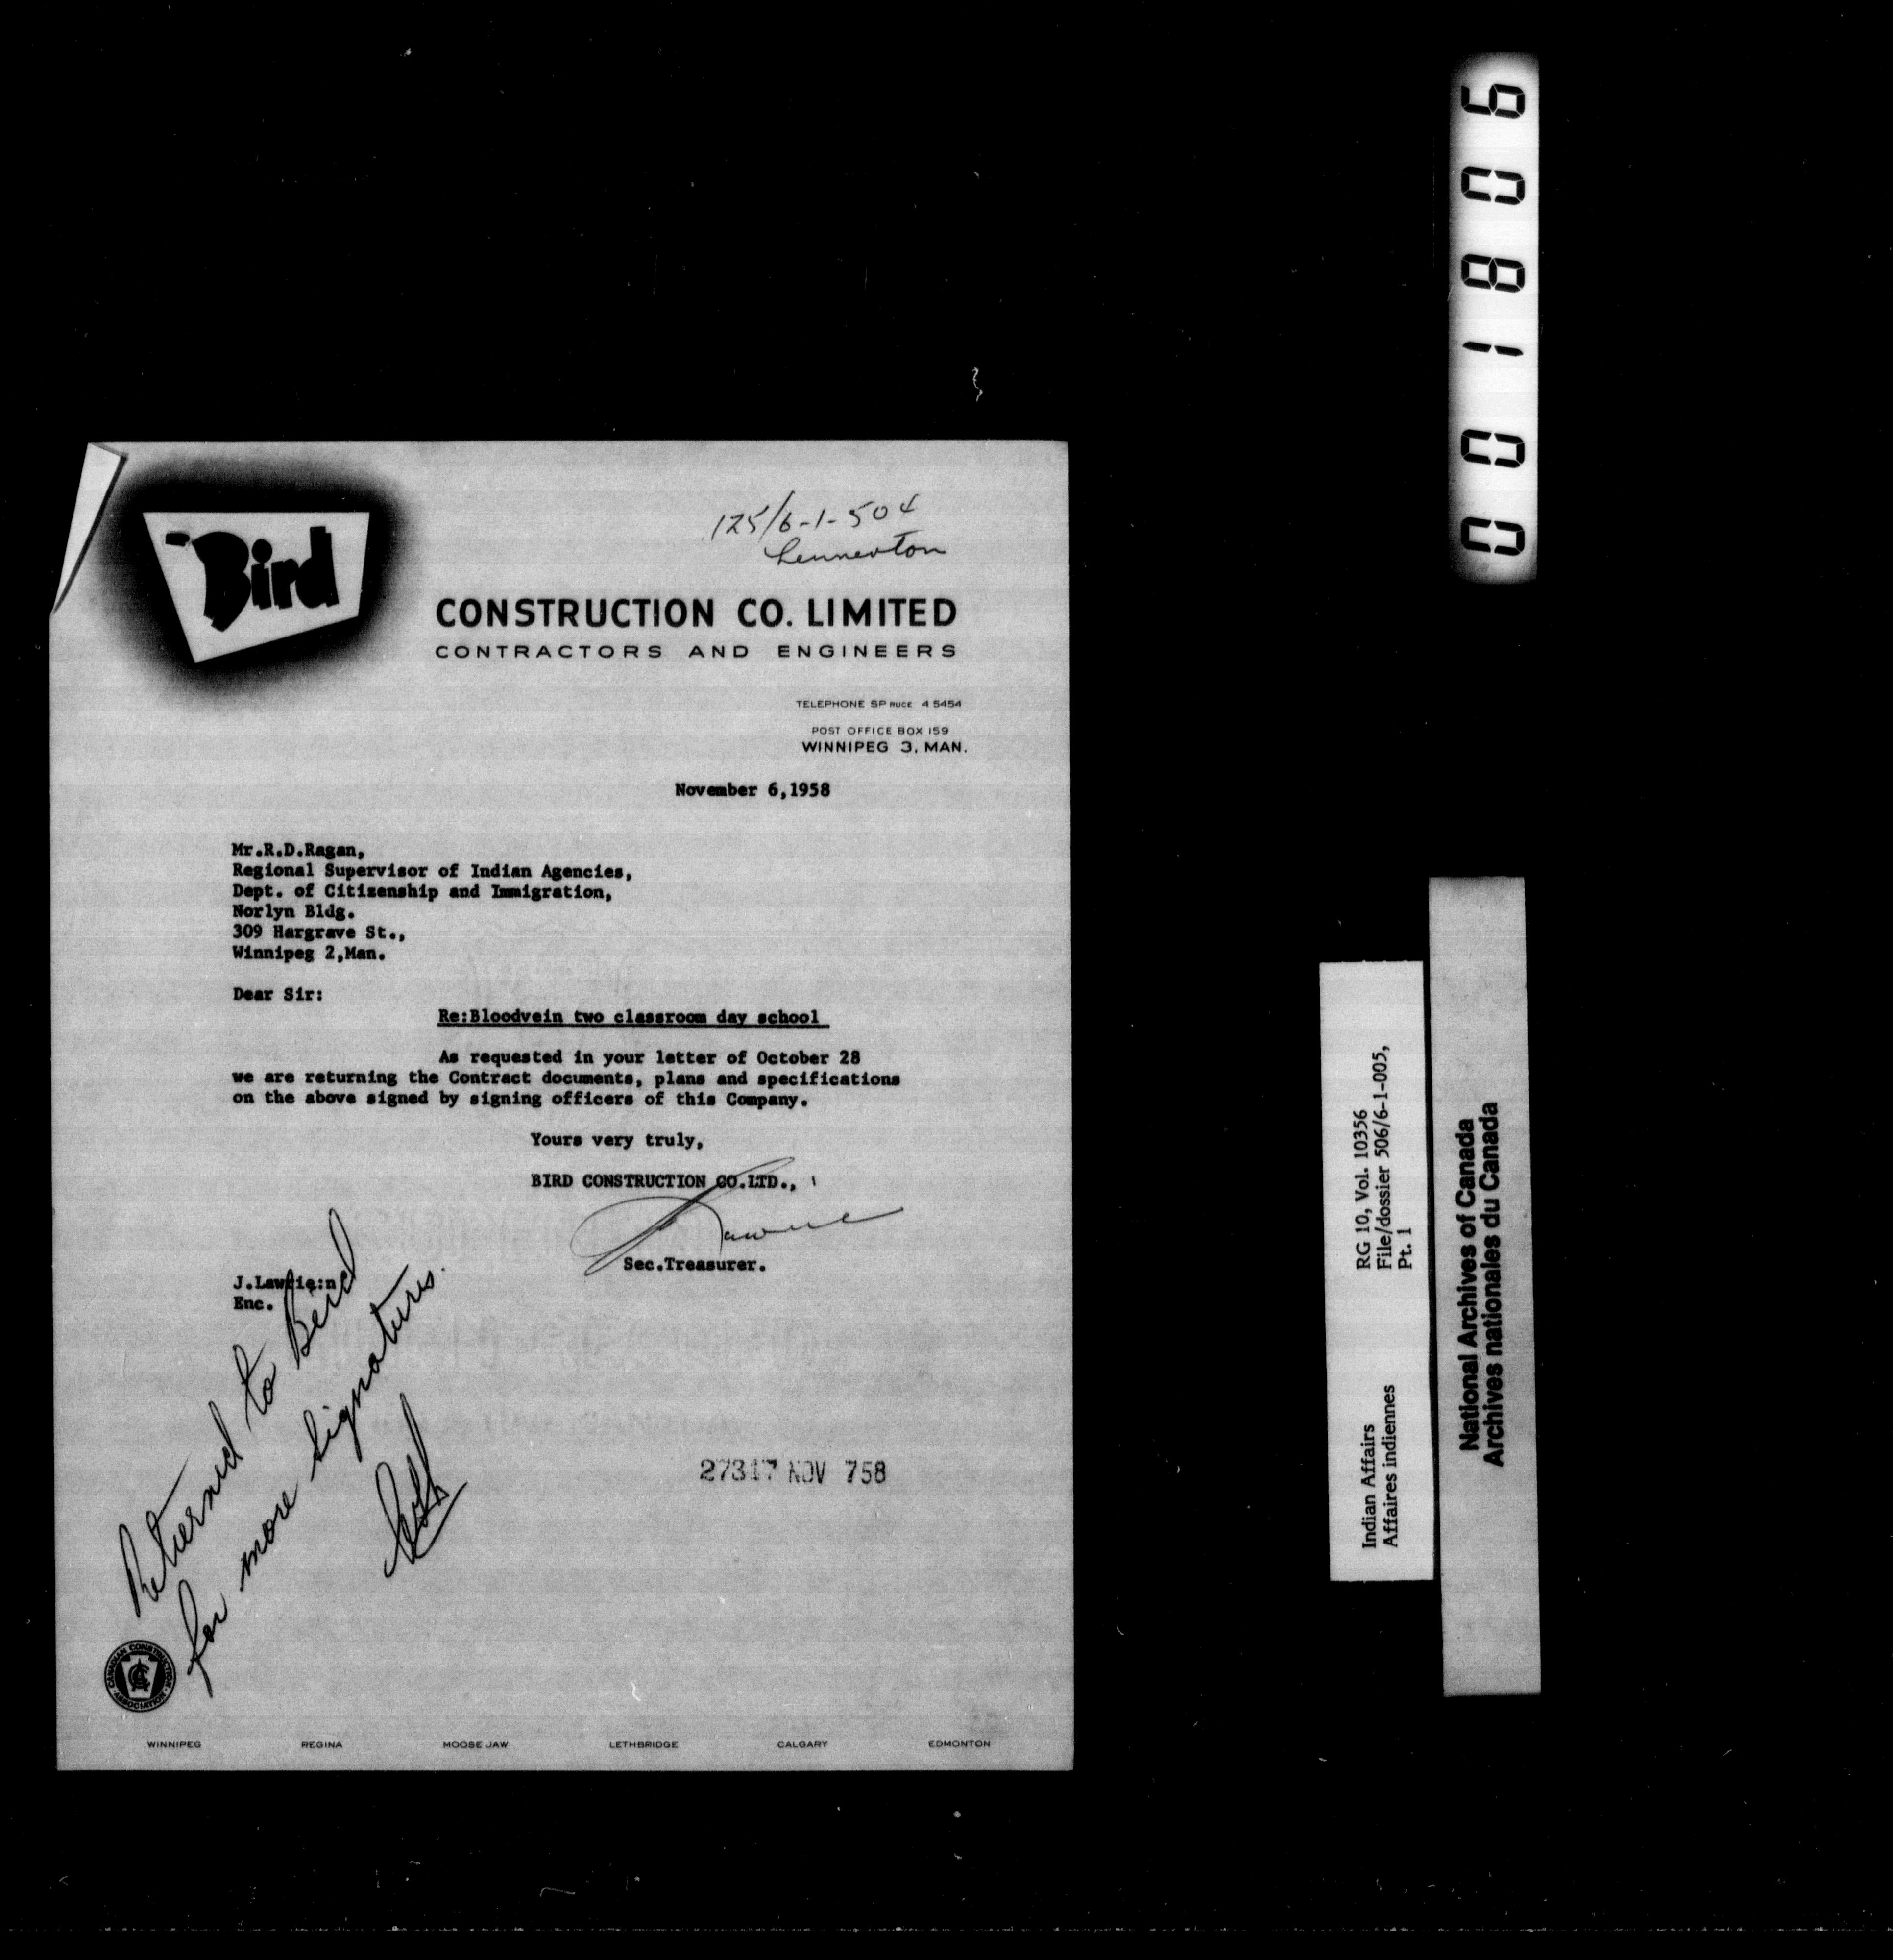 125/6-1-504
Bird
CONSTRUCTION CO. LIMITED
CONTRACTORS AND ENGINEERS
TELEPHONE SPRUCE 4 5454
POST OFFICE BOX 159
WINNIPEG 3, MAN.
November 6,1958
Mr.R.D.Ragan,
Regional Supervisor of Indian Agencies,
Dept. of Citizenship and Immigration,
Norlyn Bldg.
309 Hargrave St.,
Winnipeg 2,Man.
Dear Sir:
Re:Bloodvein two classroom day school
As requested in your letter of October 28
we are returning the Contract documents, plans and specifications
on the above signed by signing officers of this Company.
Yours very truly,
BIRD CONSTRUCTION CO.LTD.,
Sec.Treasurer.
J.Lawrie:n
Enc.
Returned to Bird
for more signatures.
27317 NOV 758
CANADIAN CONSTRUCTION ASSOCIATION
WINNIPEG REGINA MOOSE JAW LETHBRIDGE CALGARY EDMONTON
001806
Indian Affairs RG 10, Vol. 10356
Affaires indiennes File/dossier 506/6-1-005,
Pt. 1
National Archives of Canada
Archives nationales du Canada